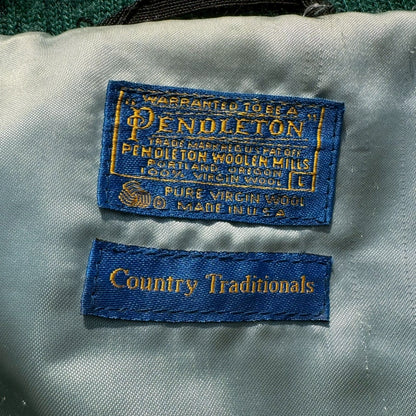 "WARRANTED TO BE A"
PENDLETON
TRADE MARK REG. U.S. PAT. OFF.
PENDLETON WOOLEN MILLS
PORTLAND, OREGON
100% VIRGIN WOOL L
PURE VIRGIN WOOL
MADE IN U.S.A.
Country Traditionals